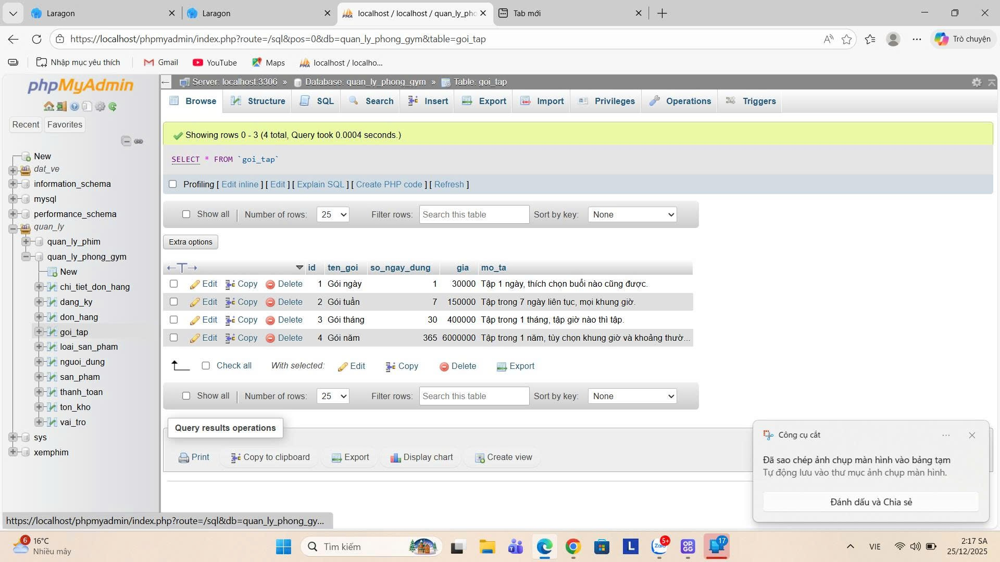 Laragon
Laragon
localhost / localhost / quan_ly_pho
Tab mới
https://localhost/phpmyadmin/index.php?route=/sql&pos=0&db=quan_ly_phong_gym&table=goi_tap
Trò chuyện
Nhập mục yêu thích
Gmail
YouTube
Maps
localhost / localho...
phpMyAdmin
Recent
Favorites
New
dat_ve
information_schema
mysql
performance_schema
quan_ly
quan_ly_phim
quan_ly_phong_gym
New
chi_tiet_don_hang
dang_ky
don_hang
goi_tap
loai_san_pham
nguoi_dung
san_pham
thanh_toan
ton_kho
vai_tro
sys
xemphim
Server: localhost:3306 » Database: quan_ly_phong_gym » Table: goi_tap
Browse Structure SQL Search Insert Export Import Privileges Operations Triggers
Showing rows 0 - 3 (4 total, Query took 0.0004 seconds.)
SELECT * FROM `goi_tap`
Profiling [ Edit inline ] [ Edit ] [ Explain SQL ] [ Create PHP code ] [ Refresh ]
Show all Number of rows: 25 Filter rows: Search this table Sort by key: None
Extra options
id ten_goi so_ngay_dung gia mo_ta
Edit Copy Delete 1 Gói ngày 1 30000 Tập 1 ngày, thích chọn buổi nào cũng được.
Edit Copy Delete 2 Gói tuần 7 150000 Tập trong 7 ngày liên tục, mọi khung giờ.
Edit Copy Delete 3 Gói tháng 30 400000 Tập trong 1 tháng, tập giờ nào thì tập.
Edit Copy Delete 4 Gói năm 365 6000000 Tập trong 1 năm, tùy chọn khung giờ và khoảng thườ...
Check all With selected: Edit Copy Delete Export
Show all Number of rows: 25 Filter rows: Search this table Sort by key: None
Query results operations
Print Copy to clipboard Export Display chart Create view
Công cụ cắt
Đã sao chép ảnh chụp màn hình vào bảng tạm
Tự động lưu vào thư mục ảnh chụp màn hình.
Đánh dấu và Chia sẻ
https://localhost/phpmyadmin/index.php?route=/sql&db=quan_ly_phong_gy...
6
16°C
Nhiều mây
Tìm kiếm
L
Zalo
5+
OP.GG
17
VIE
2:17 SA
25/12/2025